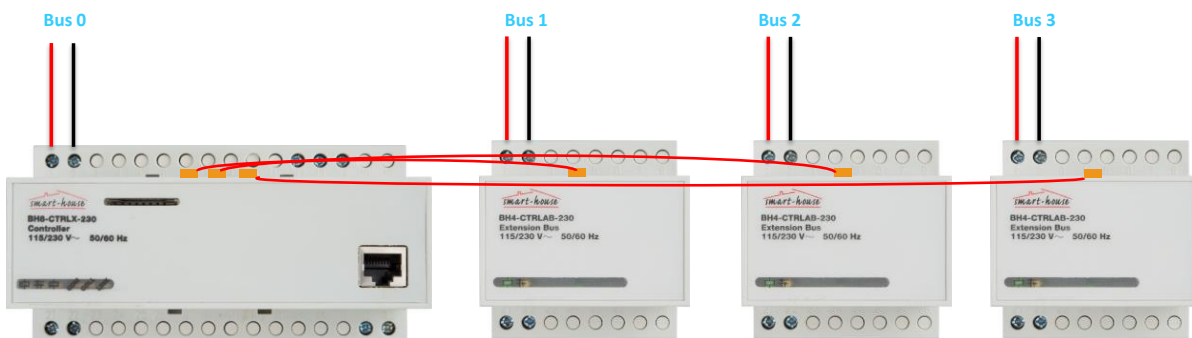 Bus 0
Bus 1
Bus 2
Bus 3
smart-house
BH8-CTRLX-230
Controller
115/230 V~ 50/60 Hz
smart-house
BH4-CTRLAB-230
Extension Bus
115/230 V~ 50/60 Hz
smart-house
BH4-CTRLAB-230
Extension Bus
115/230 V~ 50/60 Hz
smart-house
BH4-CTRLAB-230
Extension Bus
115/230 V~ 50/60 Hz